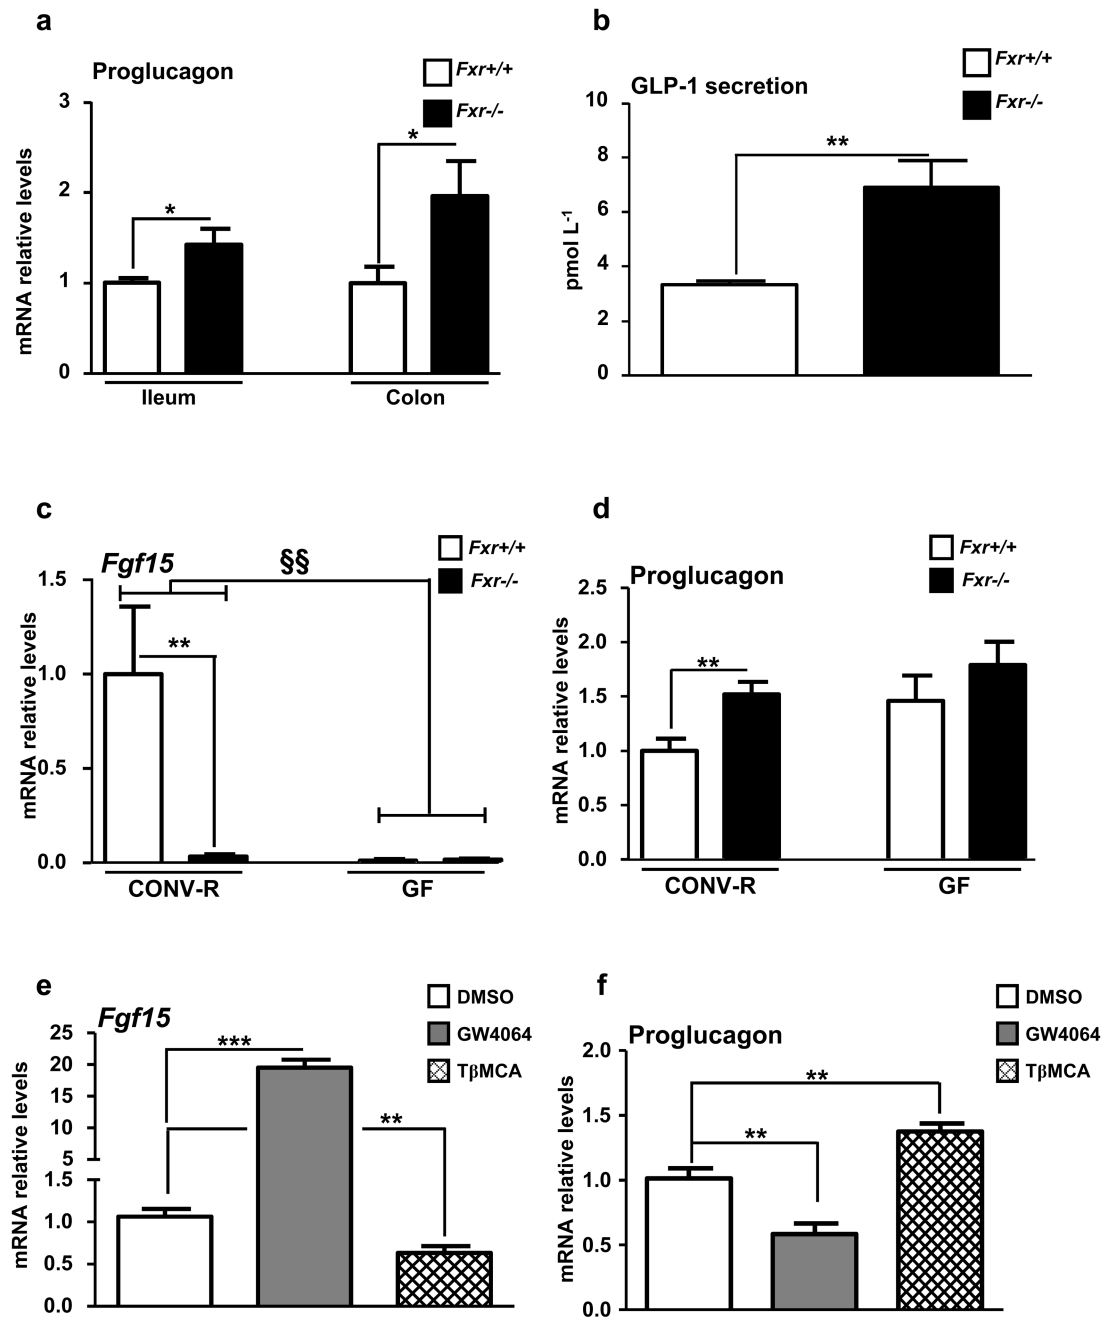 a
Proglucagon
Fxr+/+
Fxr-/-
mRNA relative levels
3
2
1
0
*
*
Ileum
Colon
b
GLP-1 secretion
Fxr+/+
Fxr-/-
pmol L-1
10
8
6
4
2
0
**
c
Fgf15
§§
Fxr+/+
Fxr-/-
mRNA relative levels
1.5
1.0
0.5
0.0
**
CONV-R
GF
d
Proglucagon
Fxr+/+
Fxr-/-
mRNA relative levels
2.5
2.0
1.5
1.0
0.5
0.0
**
CONV-R
GF
e
Fgf15
DMSO
GW4064
TβMCA
mRNA relative levels
25
20
15
10
5
1.5
1.0
0.5
0.0
***
**
f
Proglucagon
DMSO
GW4064
TβMCA
mRNA relative levels
2.0
1.5
1.0
0.5
0.0
**
**